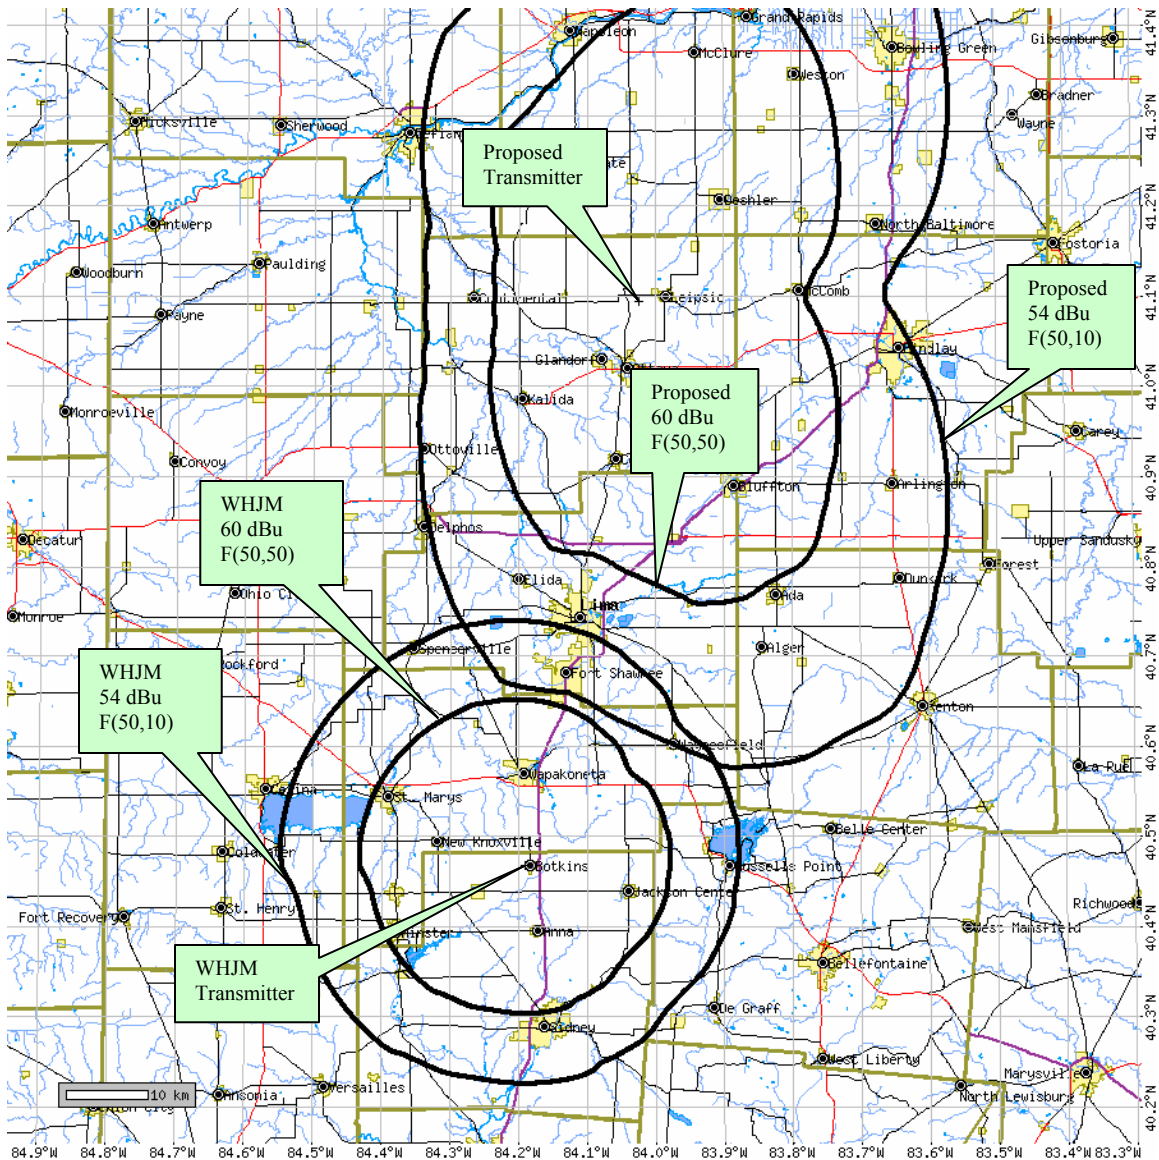 Grand Rapids
Napoleon
McClure
Bowling Green
Gibsonburg
Weston
Bradner
Wayne
Hicksville
Sherwood
Proposed
Transmitter
Deshler
North Baltimore
Fostoria
Antwerp
Woodburn
Paulding
Payne
Leipsic
McComb
Proposed
54 dBu
F(50,10)
Glandorf
Findlay
Proposed
60 dBu
F(50,50)
Kalida
Monroeville
Convoy
Ottoville
Carey
Bluffton
Arlington
WHJM
60 dBu
F(50,50)
Decatur
Delphos
Upper Sandusky
Elida
Forest
Dunkirk
Ada
Monroe
Lima
Spencerville
Alger
Rockford
Fort Shawnee
WHJM
54 dBu
F(50,10)
Kenton
Waynesfield
La Rue
Wapakoneta
Celina
St. Marys
New Knoxville
Belle Center
Coldwater
Botkins
Russells Point
Jackson Center
St. Henry
Fort Recovery
Richwood
West Mansfield
Anna
Minster
Bellefontaine
WHJM
Transmitter
De Graff
Sidney
West Liberty
Marysville
Versailles
Ansonia
North Lewisburg
10 km
41.4°N
41.3°N
41.2°N
41.1°N
41.0°N
40.9°N
40.8°N
40.7°N
40.6°N
40.5°N
40.4°N
40.3°N
40.2°N
84.9°W 84.8°W 84.7°W 84.6°W 84.5°W 84.4°W 84.3°W 84.2°W 84.1°W 84.0°W 83.9°W 83.8°W 83.7°W 83.6°W 83.5°W 83.4°W 83.3°W